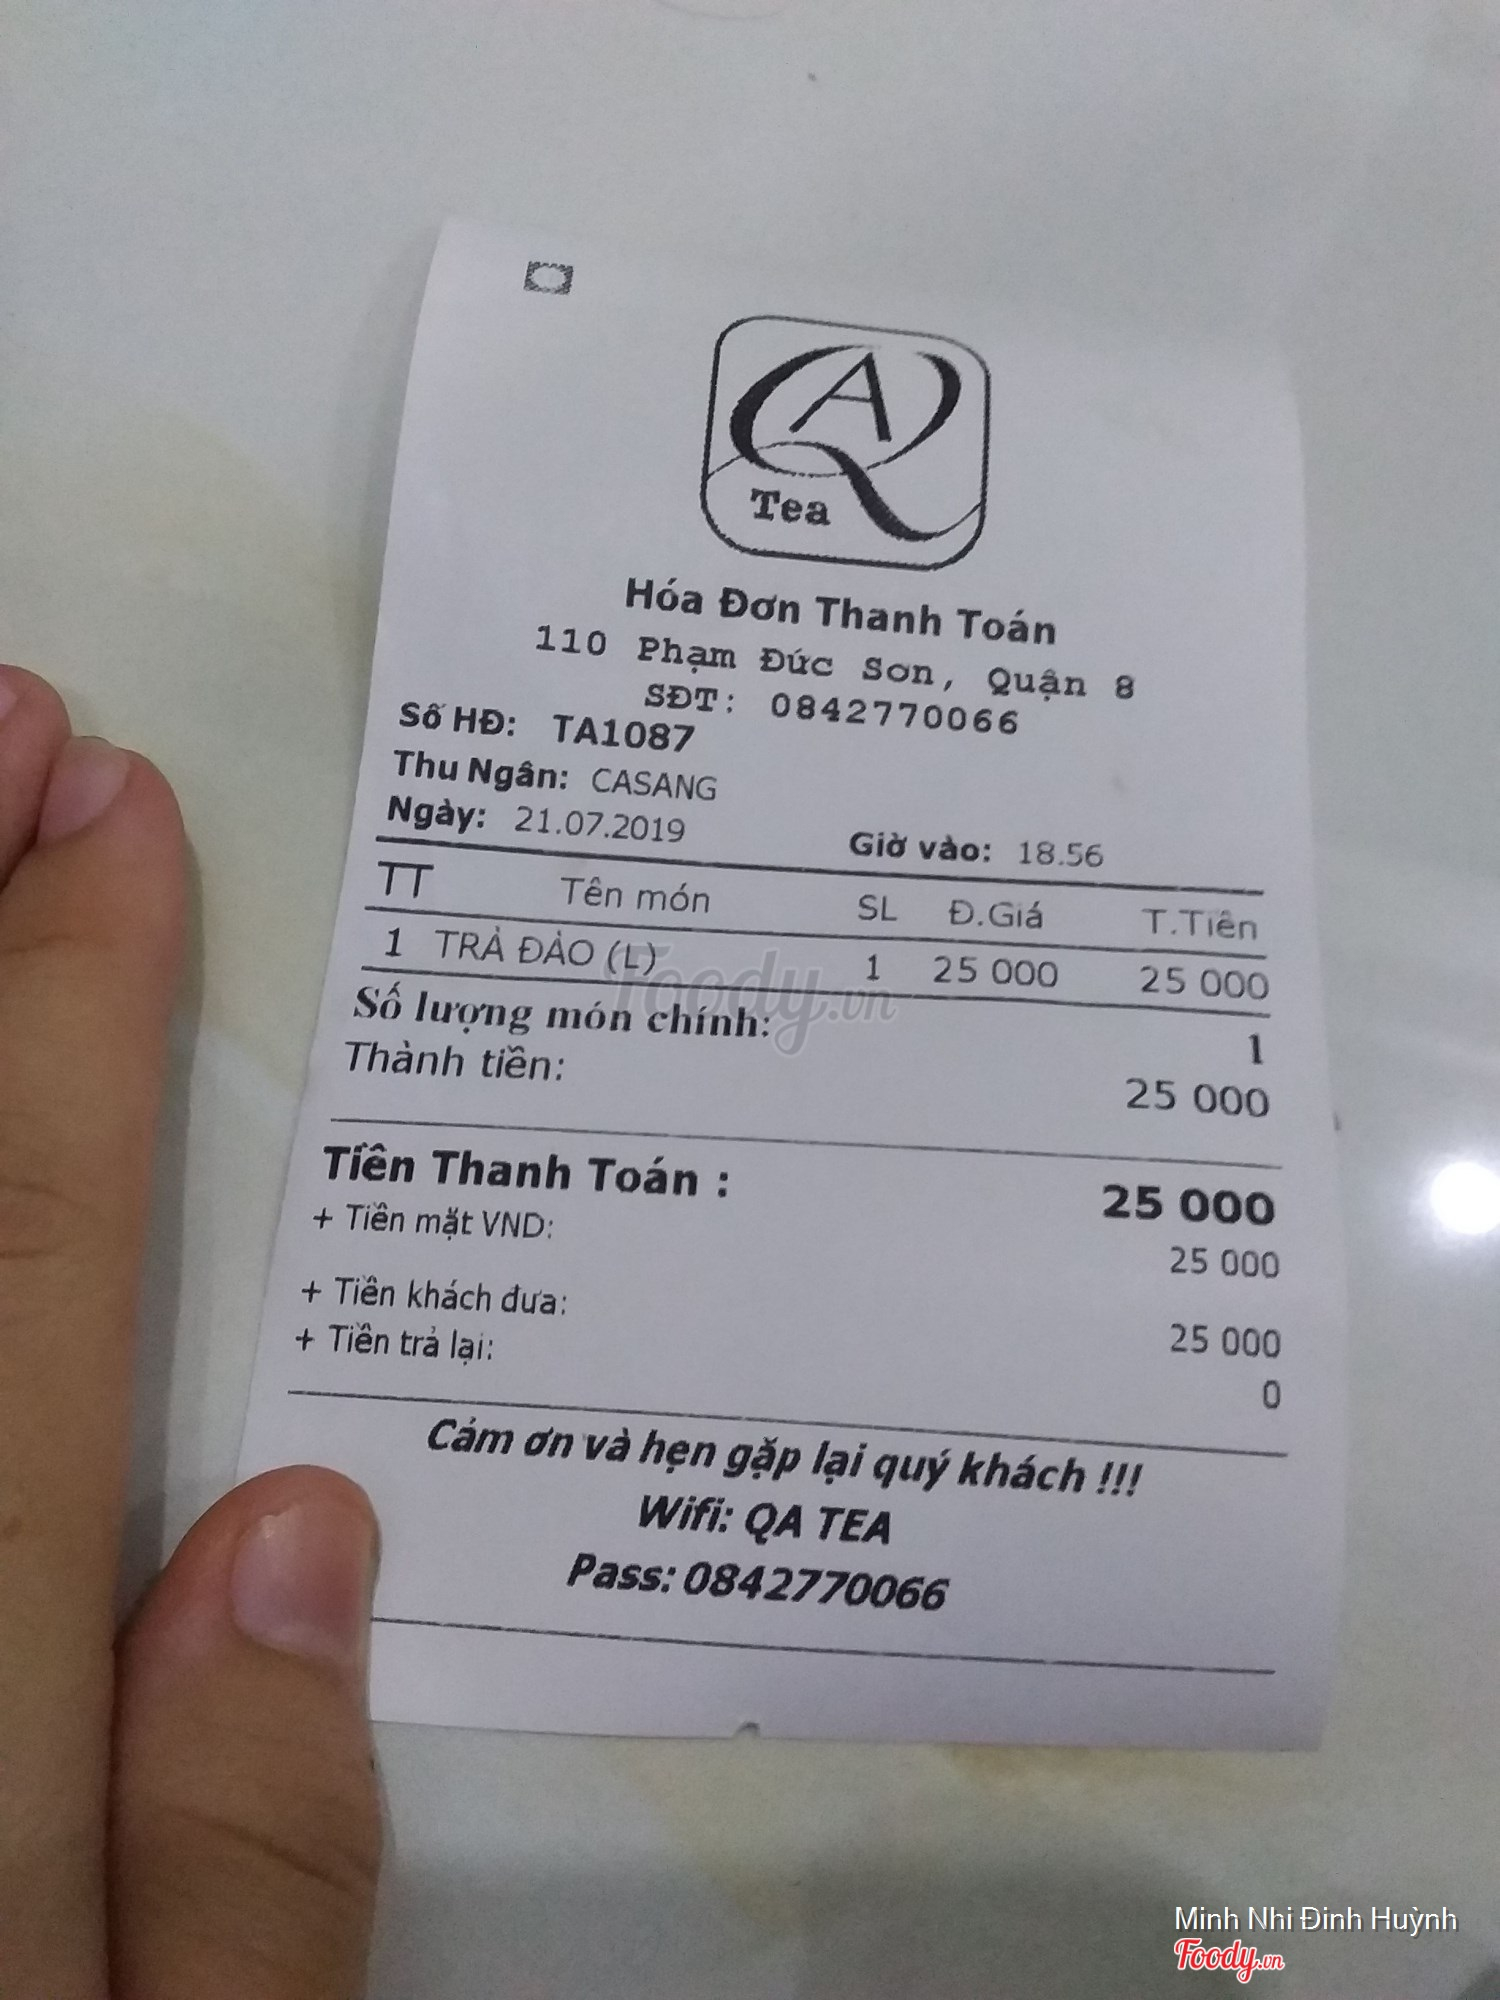 QA
Tea
Hóa Đơn Thanh Toán
110 Phạm Đức Sơn, Quận 8
SĐT: 0842770066
Số HĐ: TA1087
Thu Ngân: CASANG
Ngày: 21.07.2019 Giờ vào: 18.56
TT Tên món SL Đ.Giá T.Tiền
1 TRÀ ĐÀO (L) 1 25 000 25 000
Foody.vn
Số lượng món chính: 1
Thành tiền: 25 000
Tiền Thanh Toán : 25 000
+ Tiền mặt VND: 25 000
+ Tiền khách đưa: 25 000
+ Tiền trả lại: 0
Cảm ơn và hẹn gặp lại quý khách !!!
Wifi: QA TEA
Pass: 0842770066
Minh Nhi Đinh Huỳnh
Foody.vn